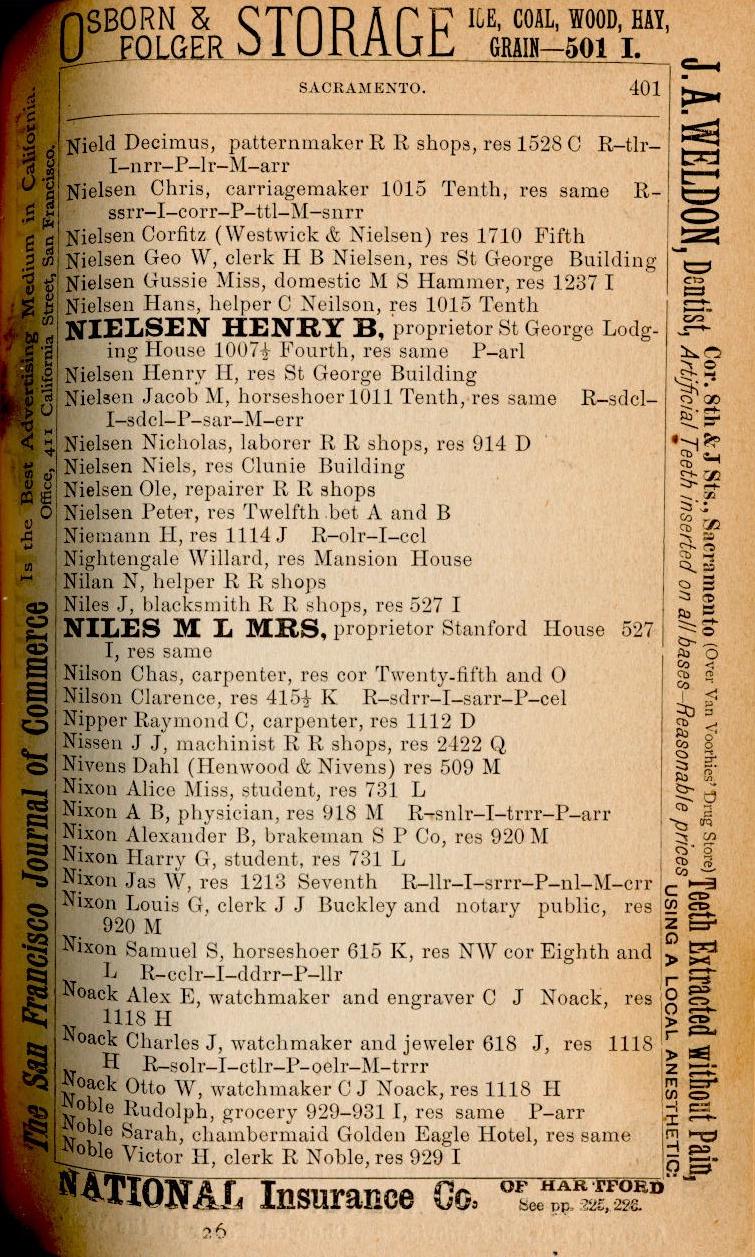 OSBORN & FOLGER STORAGE ICE, COAL, WOOD, HAY, GRAIN—501 I.
SACRAMENTO. 401
Nield Decimus, patternmaker R R shops, res 1528 C R–tlr–
I–nrr–P–lr–M–arr
Nielsen Chris, carriagemaker 1015 Tenth, res same R–
ssrr–I–corr–P–ttl–M–snrr
Nielsen Corfitz (Westwick & Nielsen) res 1710 Fifth
Nielsen Geo W, clerk H B Nielsen, res St George Building
Nielsen Gussie Miss, domestic M S Hammer, res 1237 I
Nielsen Hans, helper C Neilson, res 1015 Tenth
NIELSEN HENRY B, proprietor St George Lodg-
ing House 1007½ Fourth, res same P–arl
Nielsen Henry H, res St George Building
Nielsen Jacob M, horseshoer 1011 Tenth, res same R–sdcl–
I–sdcl–P–sar–M–err
Nielsen Nicholas, laborer R R shops, res 914 D
Nielsen Niels, res Clunie Building
Nielsen Ole, repairer R R shops
Nielsen Peter, res Twelfth bet A and B
Niemann H, res 1114 J R–olr–I–ccl
Nightengale Willard, res Mansion House
Nilan N, helper R R shops
Niles J, blacksmith R R shops, res 527 I
NILES M L MRS, proprietor Stanford House 527
I, res same
Nilson Chas, carpenter, res cor Twenty-fifth and O
Nilson Clarence, res 415½ K R–sdrr–I–sarr–P–cel
Nipper Raymond C, carpenter, res 1112 D
Nissen J J, machinist R R shops, res 2422 Q
Nivens Dahl (Henwood & Nivens) res 509 M
Nixon Alice Miss, student, res 731 L
Nixon A B, physician, res 918 M R–snlr–I–trrr–P–arr
Nixon Alexander B, brakeman S P Co, res 920 M
Nixon Harry G, student, res 731 L
Nixon Jas W, res 1213 Seventh R–llr–I–srrr–P–nl–M–crr
Nixon Louis G, clerk J J Buckley and notary public, res
920 M
Nixon Samuel S, horseshoer 615 K, res NW cor Eighth and
L R–cclr–I–ddrr–P–llr
Noack Alex E, watchmaker and engraver C J Noack, res
1118 H
Noack Charles J, watchmaker and jeweler 618 J, res 1118
H R–solr–I–ctlr–P–oelr–M–trrr
Noack Otto W, watchmaker C J Noack, res 1118 H
Noble Rudolph, grocery 929–931 I, res same P–arr
Noble Sarah, chambermaid Golden Eagle Hotel, res same
Noble Victor H, clerk R Noble, res 929 I
NATIONAL Insurance Co. OF HARTFORD
See pp. 225, 226.
26
The San Francisco Journal of Commerce Is the Best Advertising Medium in California.
Office, 411 California Street, San Francisco.
J. A. WELDON, Dentist, Cor. 8th & J Sts., Sacramento (Over Van Voorhies' Drug Store) Teeth Extracted without Pain,
Artificial Teeth inserted on all bases—Reasonable prices USING A LOCAL ANESTHETIC.